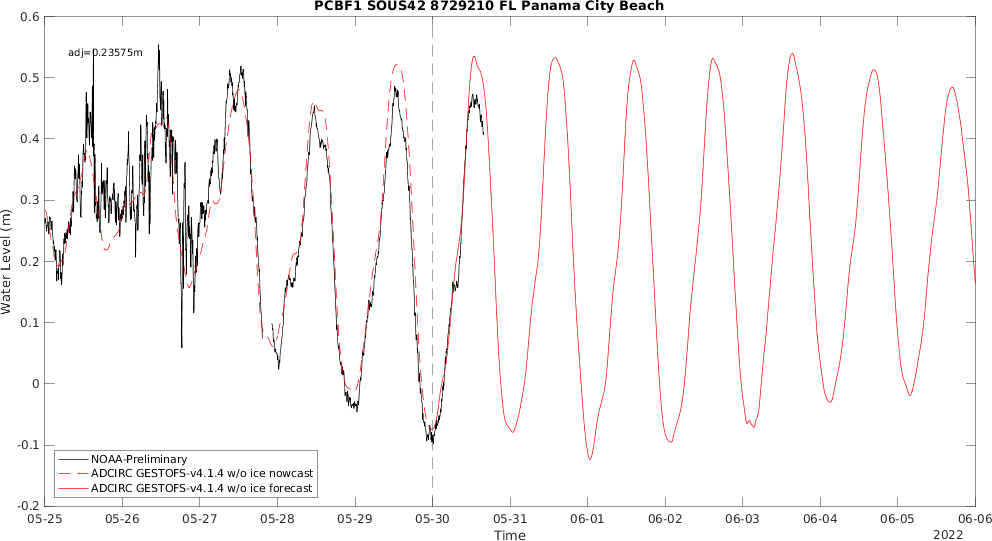 PCBF1 SOUS42 8729210 FL Panama City Beach
adj=0.23575m
0.6
0.5
0.4
0.3
0.2
0.1
0
-0.1
-0.2
Water Level (m)
NOAA-Preliminary
ADCIRC GESTOFS-v4.1.4 w/o ice nowcast
ADCIRC GESTOFS-v4.1.4 w/o ice forecast
05-25 05-26 05-27 05-28 05-29 05-30 05-31 06-01 06-02 06-03 06-04 06-05 06-06
Time
2022